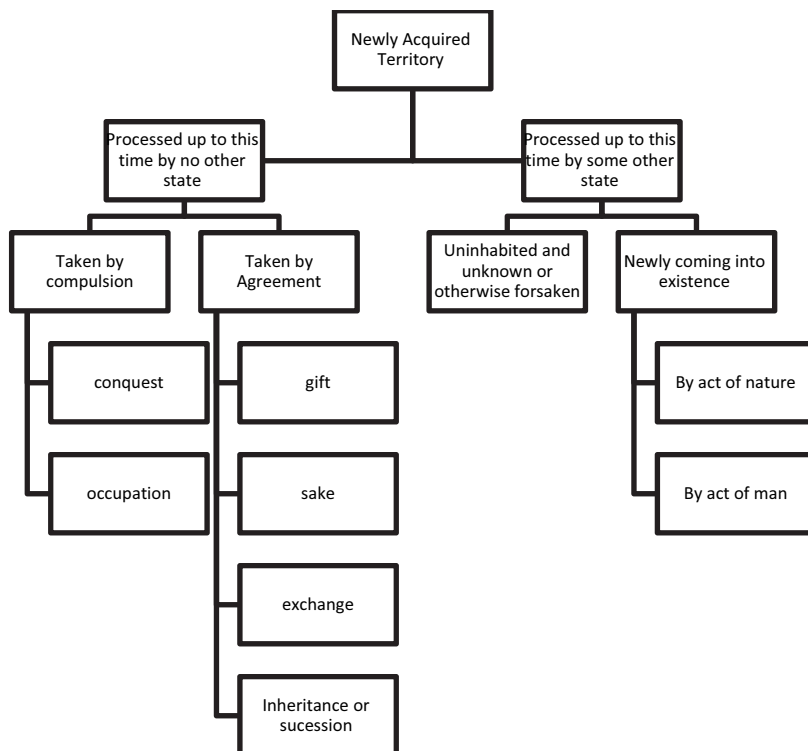 Newly Acquired
Territory
Processed up to this
time by no other
state
Processed up to this
time by some other
state
Taken by
compulsion
Taken by
Agreement
Uninhabited and
unknown or
otherwise forsaken
Newly coming into
existence
conquest
gift
By act of nature
occupation
sake
By act of man
exchange
Inheritance or
sucession